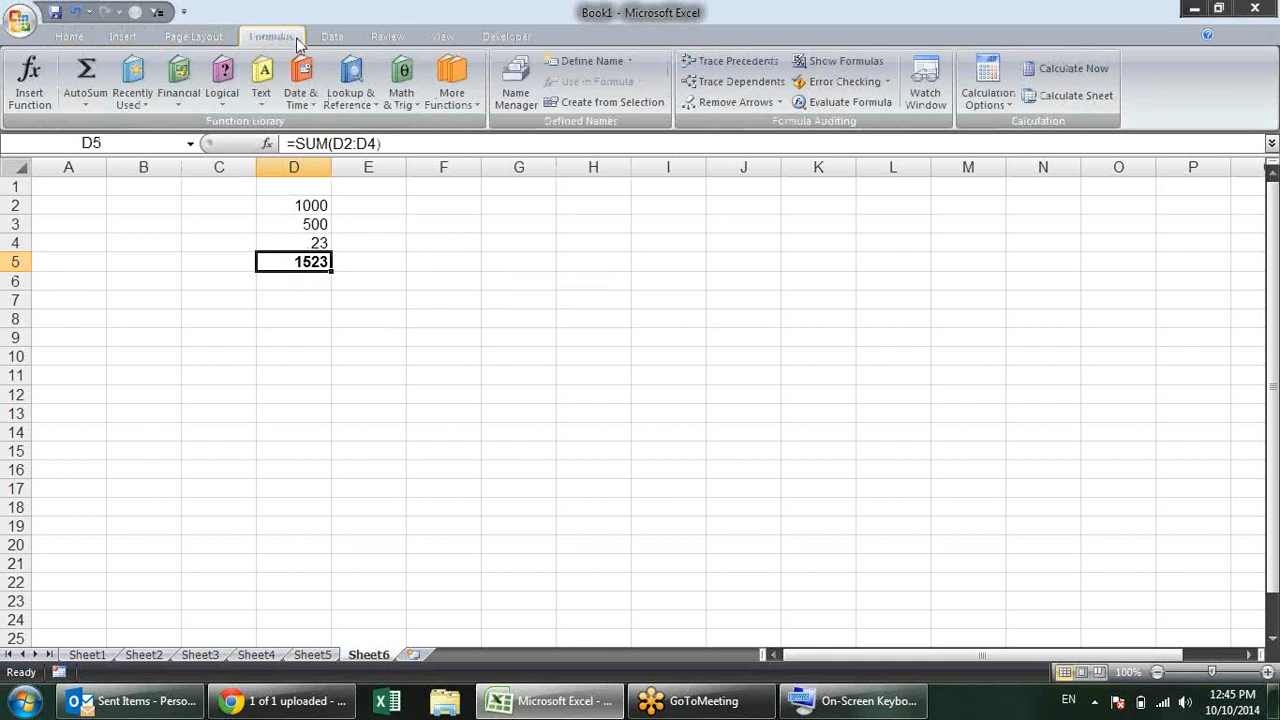 Book1 - Microsoft Excel
Home Insert Page Layout Formulas Data Review View Developer
Insert Function
AutoSum
Recently Used
Financial
Logical
Text
Date & Time
Lookup & Reference
Math & Trig
More Functions
Function Library
Name Manager
Define Name
Use in Formula
Create from Selection
Defined Names
Trace Precedents
Trace Dependents
Remove Arrows
Show Formulas
Error Checking
Evaluate Formula
Formula Auditing
Watch Window
Calculation Options
Calculate Now
Calculate Sheet
Calculation
D5 fx =SUM(D2:D4)
A B C D E F G H I J K L M N O P
1
2 1000
3 500
4 23
5 1523
6
7
8
9
10
11
12
13
14
15
16
17
18
19
20
21
22
23
24
25
Sheet1 Sheet2 Sheet3 Sheet4 Sheet5 Sheet6
Ready 100%
Sent Items - Perso... 1 of 1 uploaded - ... Microsoft Excel - ... GoToMeeting On-Screen Keybo... EN 12:45 PM
10/10/2014